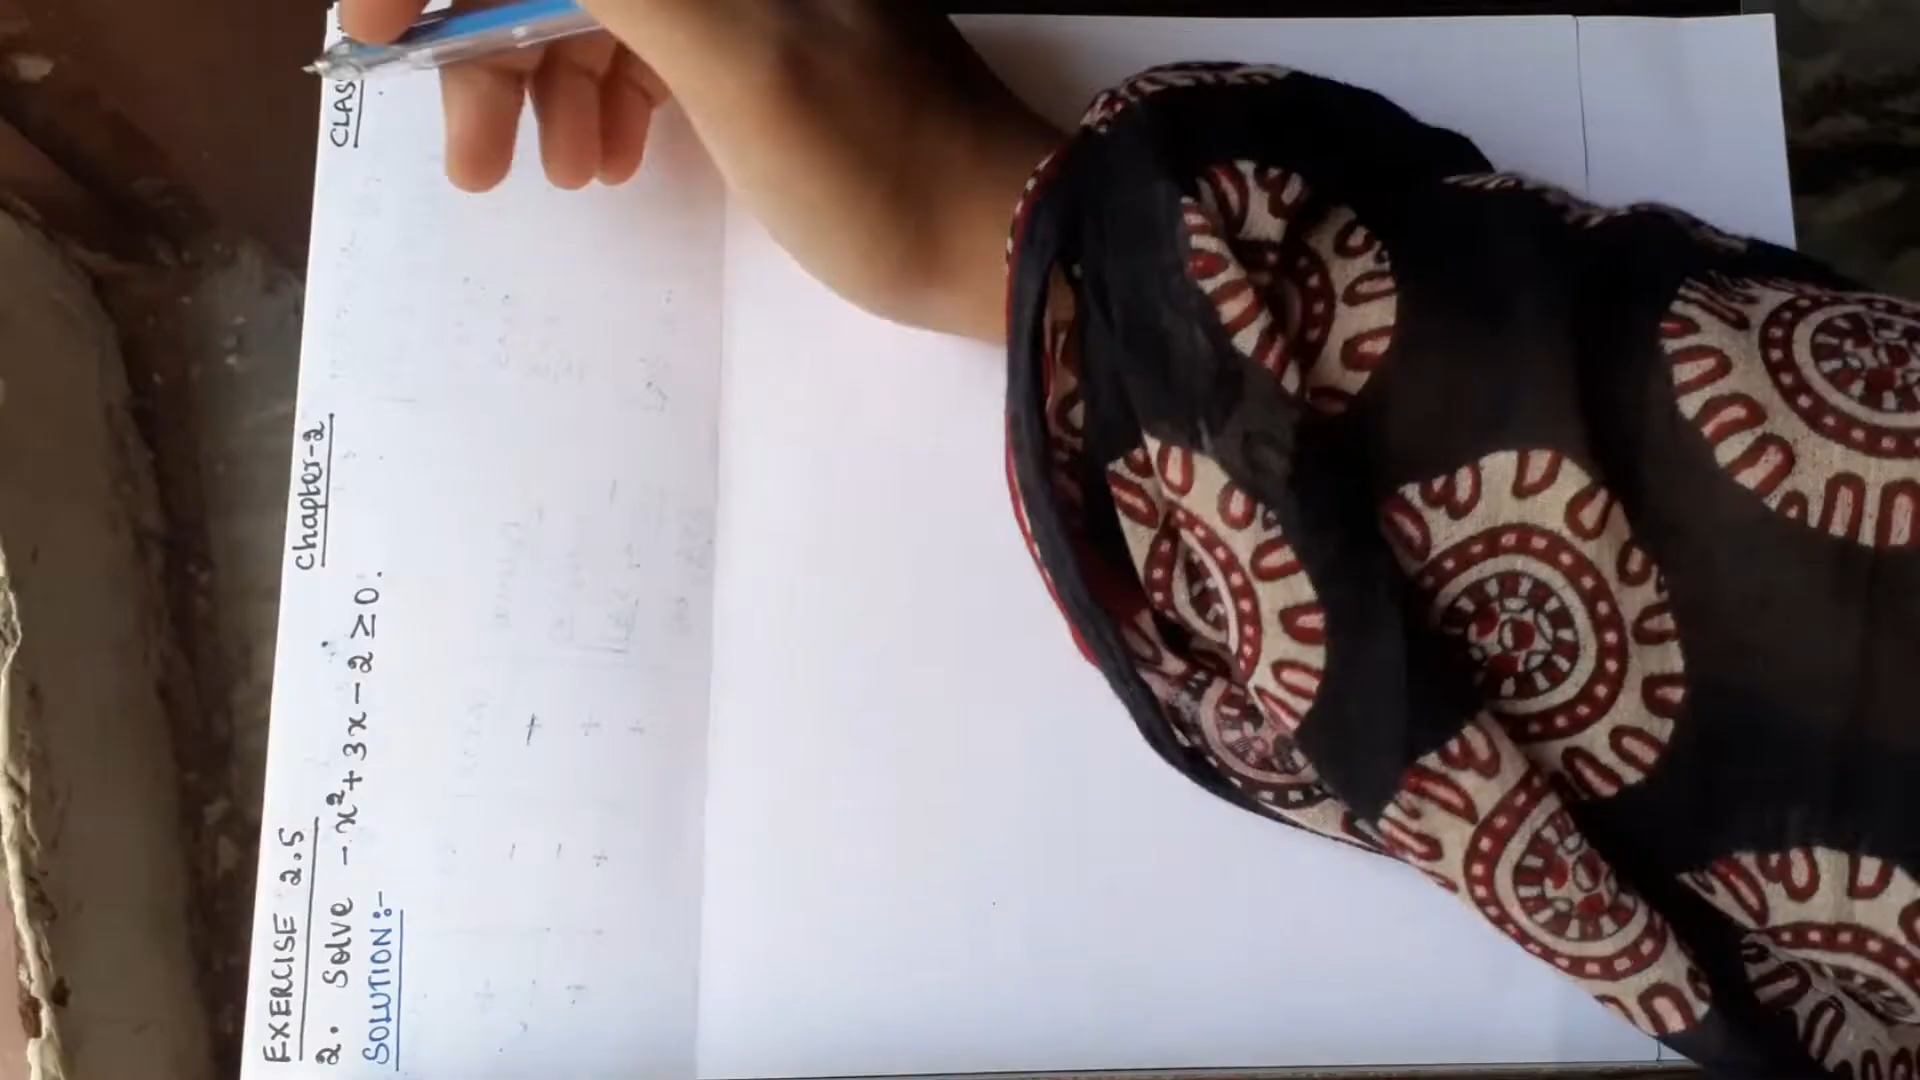 EXERCISE 2.5 Chapter-2 CLAS
2. Solve -x²+3x-2≥0.
SOLUTION:-